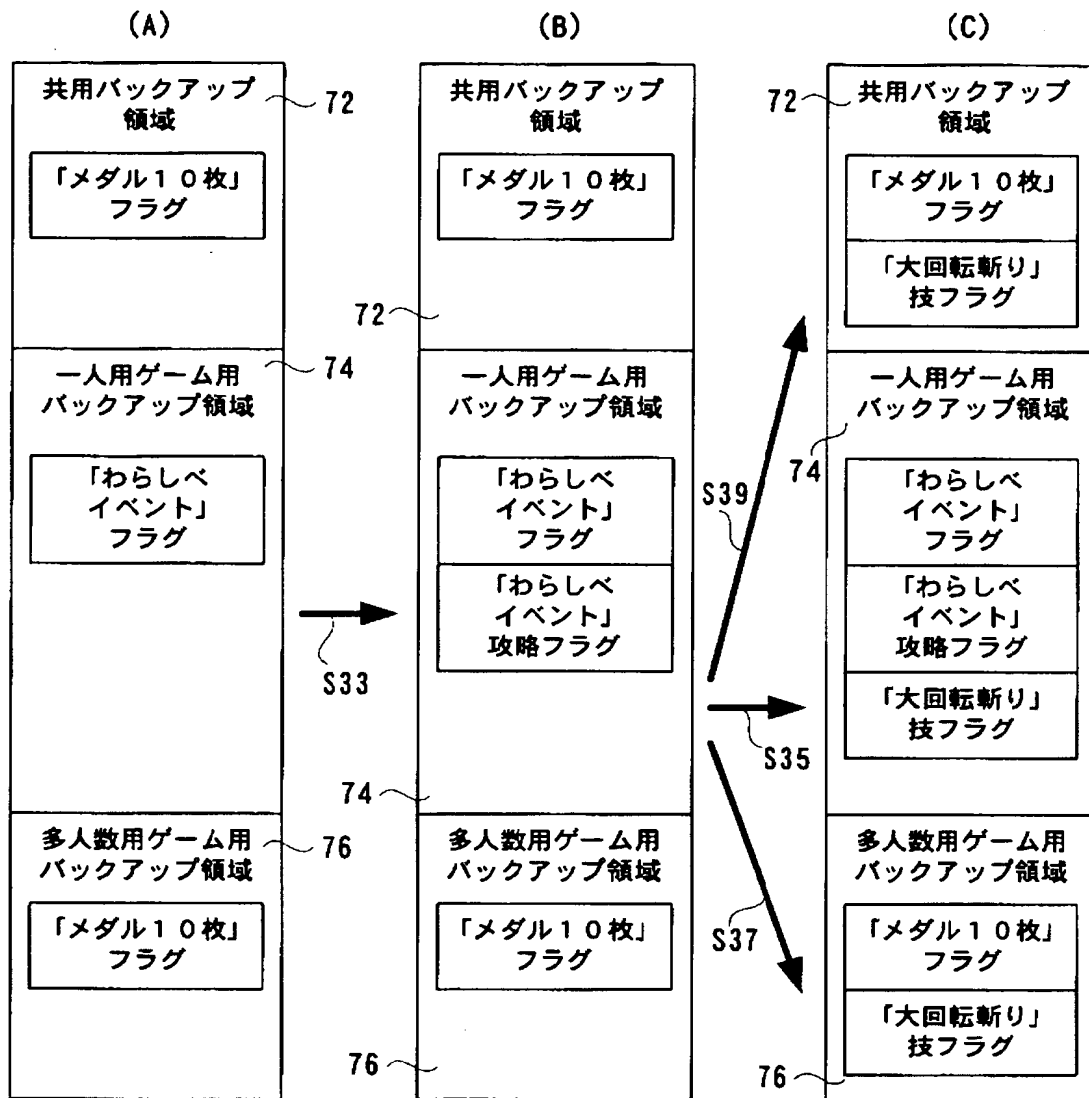 (A)
共用バックアップ
領域
72
「メダル１０枚」
フラグ
74
一人用ゲーム用
バックアップ領域
「わらしべ
イベント」
フラグ
多人数用ゲーム用
バックアップ領域
76
「メダル１０枚」
フラグ
S33
(B)
共用バックアップ
領域
「メダル１０枚」
フラグ
72
一人用ゲーム用
バックアップ領域
「わらしべ
イベント」
フラグ
「わらしべ
イベント」
攻略フラグ
74
多人数用ゲーム用
バックアップ領域
「メダル１０枚」
フラグ
76
S39
S35
S37
(C)
72
共用バックアップ
領域
「メダル１０枚」
フラグ
「大回転斬り」
技フラグ
一人用ゲーム用
バックアップ領域
74
「わらしべ
イベント」
フラグ
「わらしべ
イベント」
攻略フラグ
「大回転斬り」
技フラグ
多人数用ゲーム用
バックアップ領域
「メダル１０枚」
フラグ
「大回転斬り」
技フラグ
76